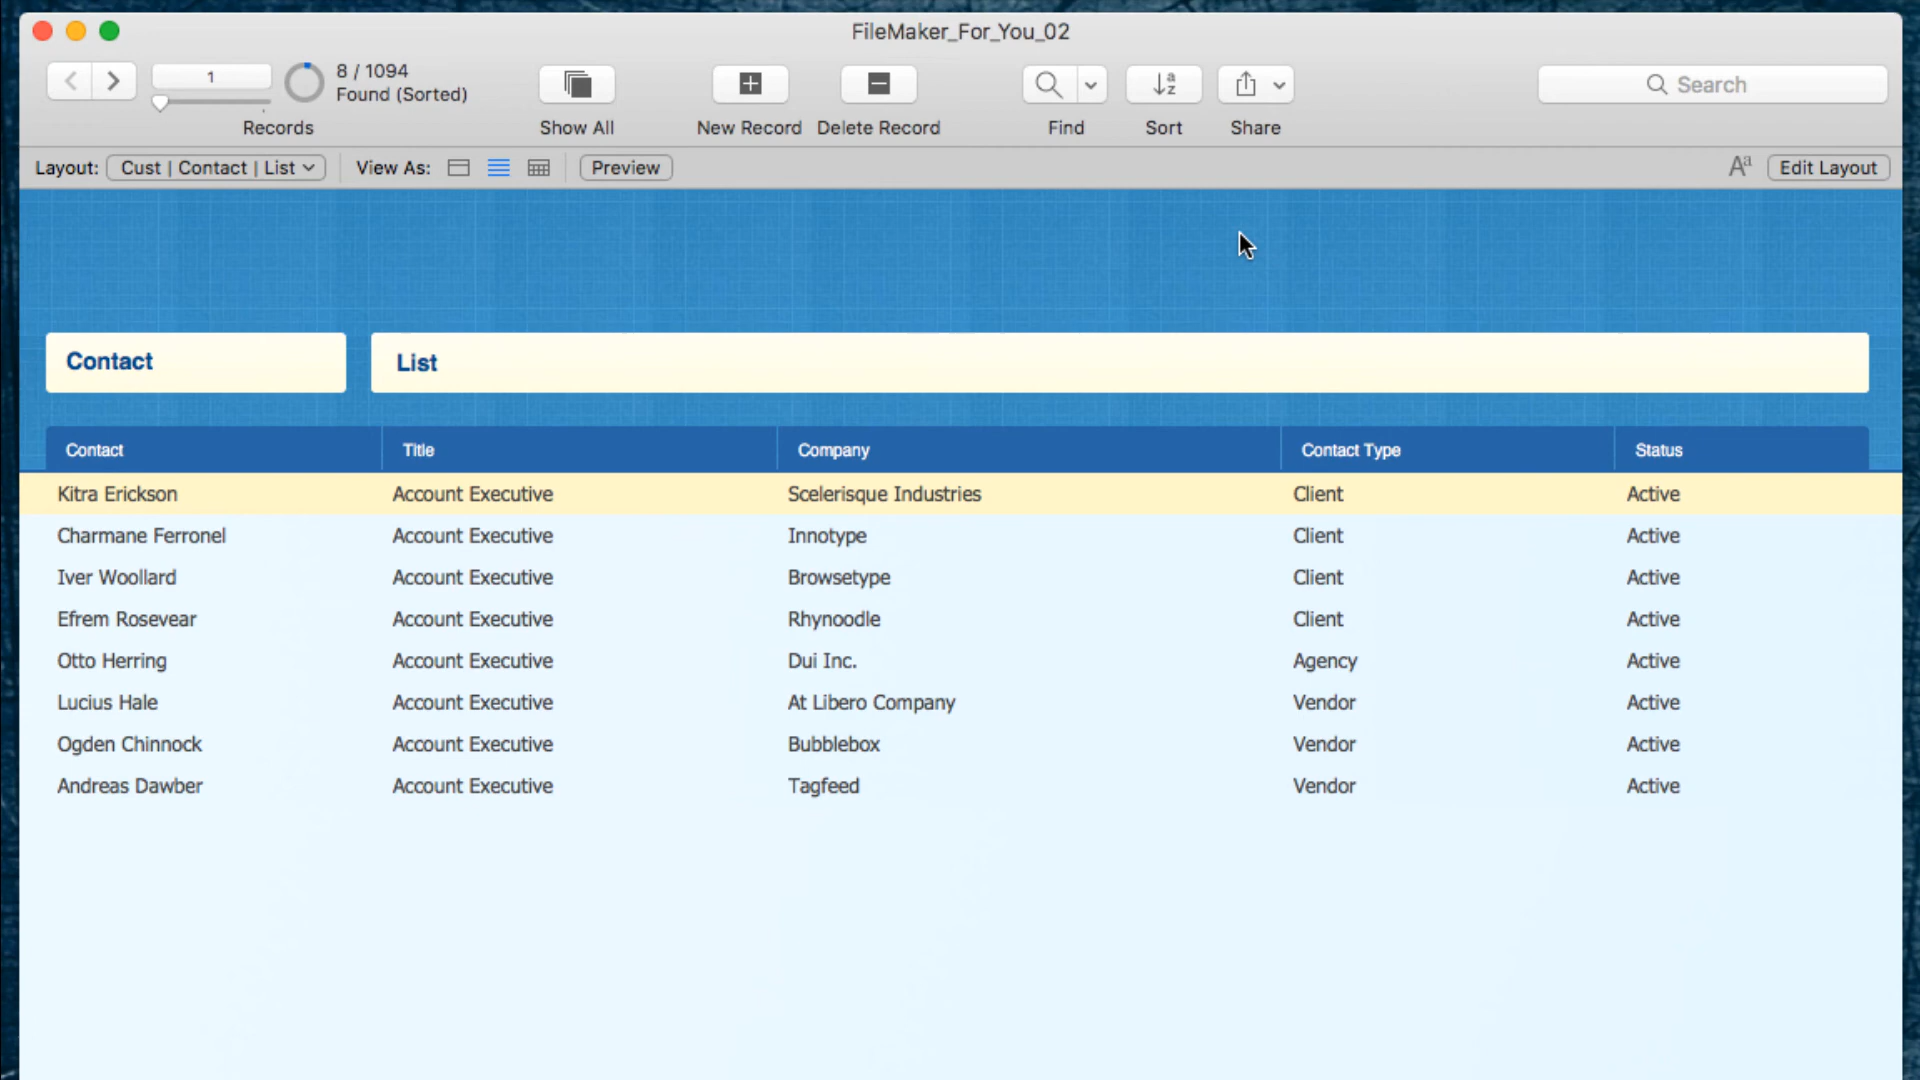 FileMaker_For_You_02
1
8 / 1094
Found (Sorted)
Records
Show All
New Record
Delete Record
Find
Sort
Share
Search
Layout: Cust | Contact | List View As: Preview Aa Edit Layout
Contact
List
Contact Title Company Contact Type Status
Kitra Erickson Account Executive Scelerisque Industries Client Active
Charmane Ferronel Account Executive Innotype Client Active
Iver Woollard Account Executive Browsetype Client Active
Efrem Rosevear Account Executive Rhynoodle Client Active
Otto Herring Account Executive Dui Inc. Agency Active
Lucius Hale Account Executive At Libero Company Vendor Active
Ogden Chinnock Account Executive Bubblebox Vendor Active
Andreas Dawber Account Executive Tagfeed Vendor Active